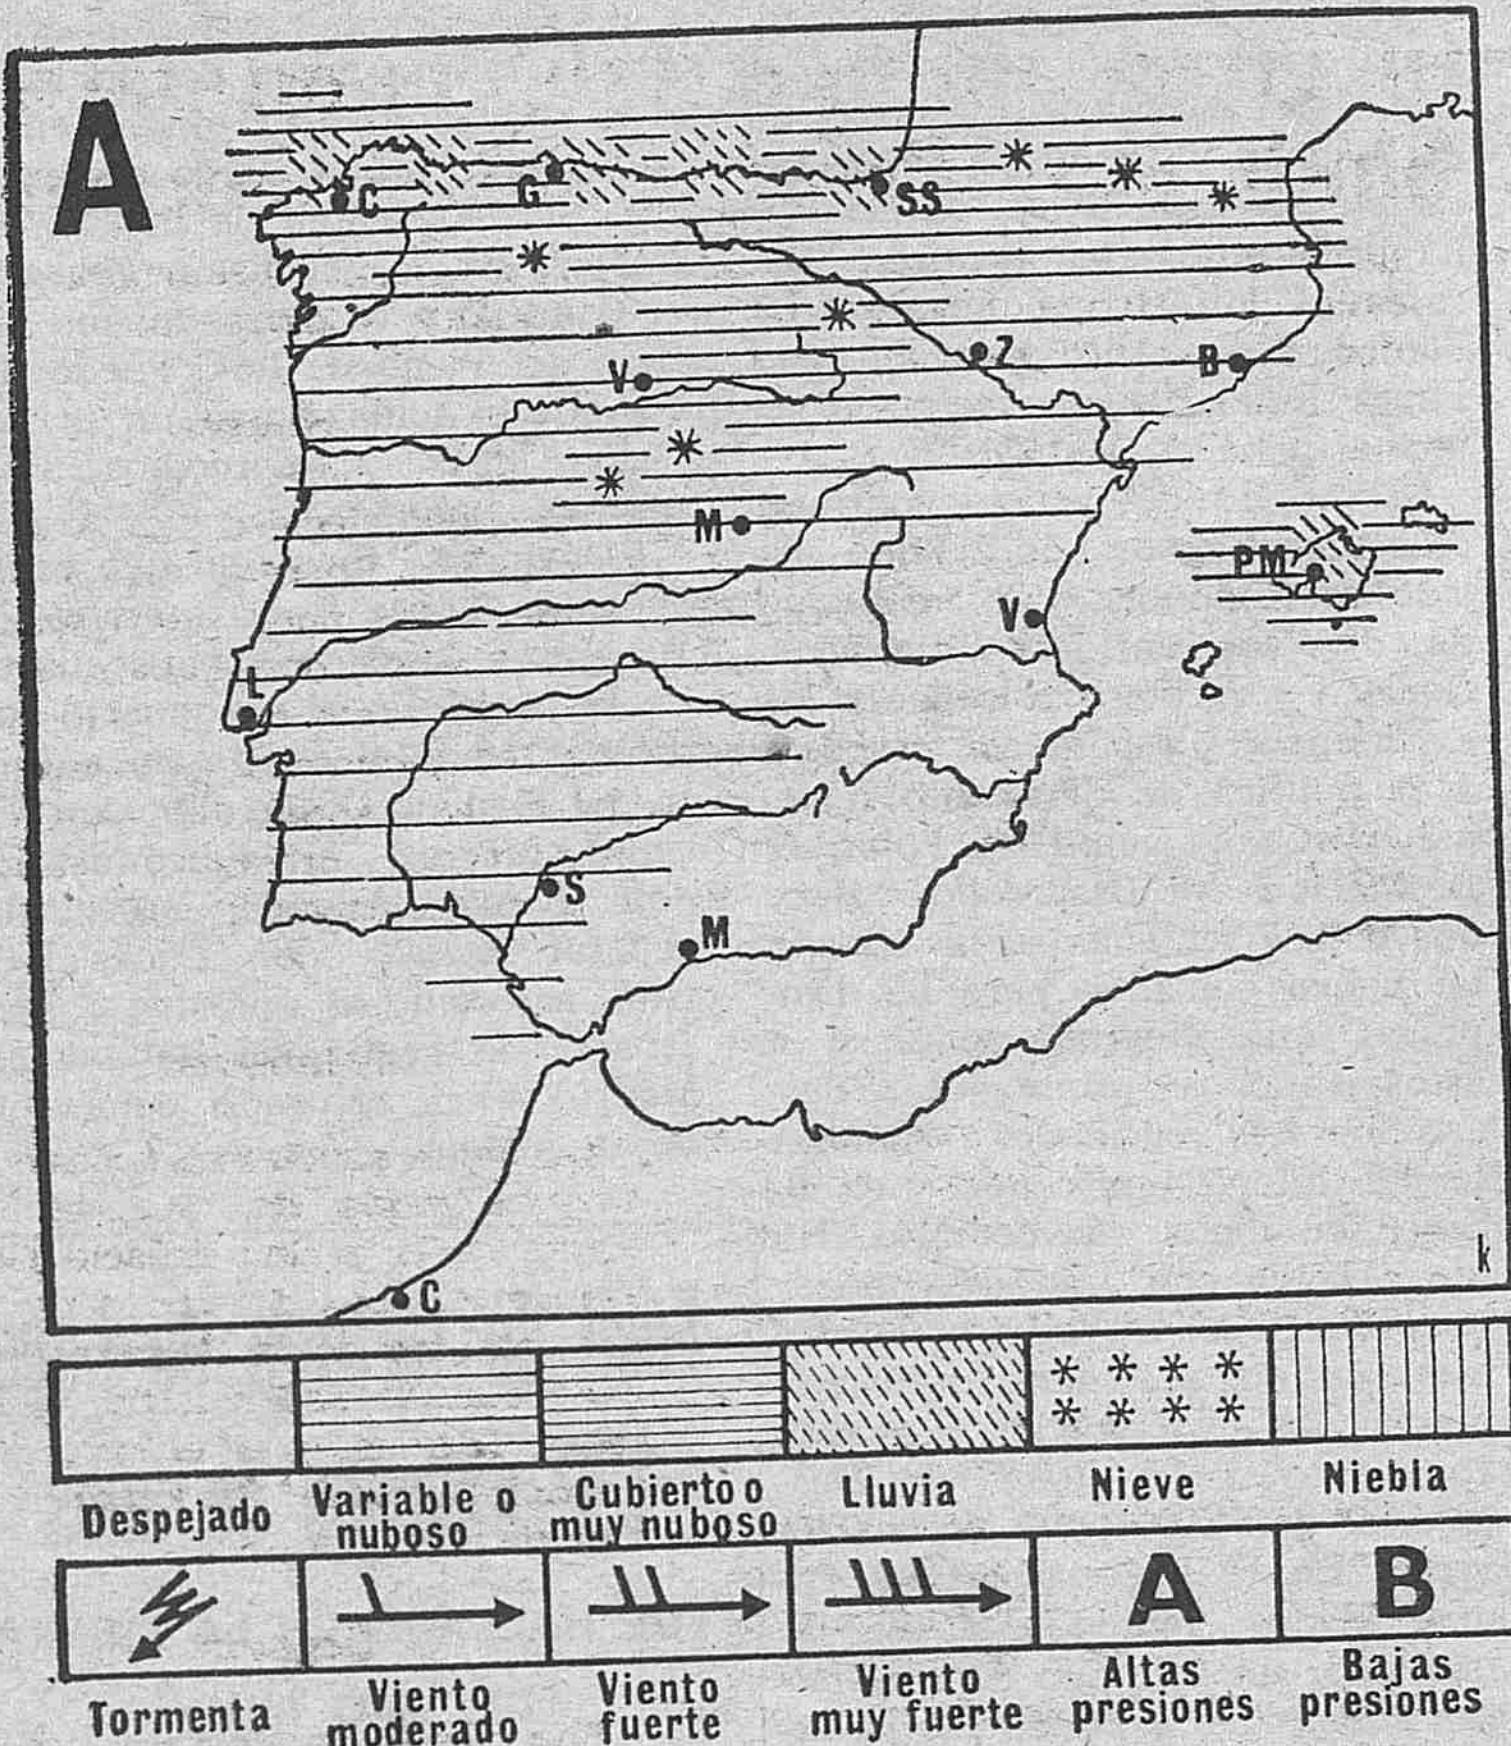 A
C
G
SS
V
Z
B
M
PM
V
L
S
M
C
k
Despejado
Variable o
nuboso
Cubierto o
muy nuboso
Lluvia
Nieve
Niebla
A
B
Tormenta
Viento
moderado
Viento
fuerte
Viento
muy fuerte
Altas
presiones
Bajas
presiones